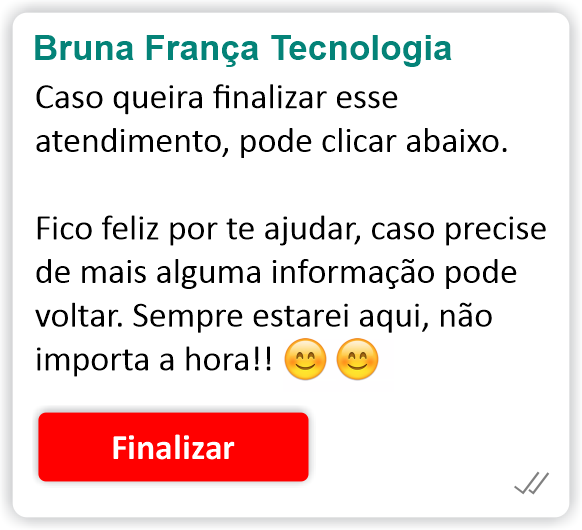 Bruna França Tecnologia
Caso queira finalizar esse
atendimento, pode clicar abaixo.
Fico feliz por te ajudar, caso precise
de mais alguma informação pode
voltar. Sempre estarei aqui, não
importa a hora!! 😊 😊
Finalizar